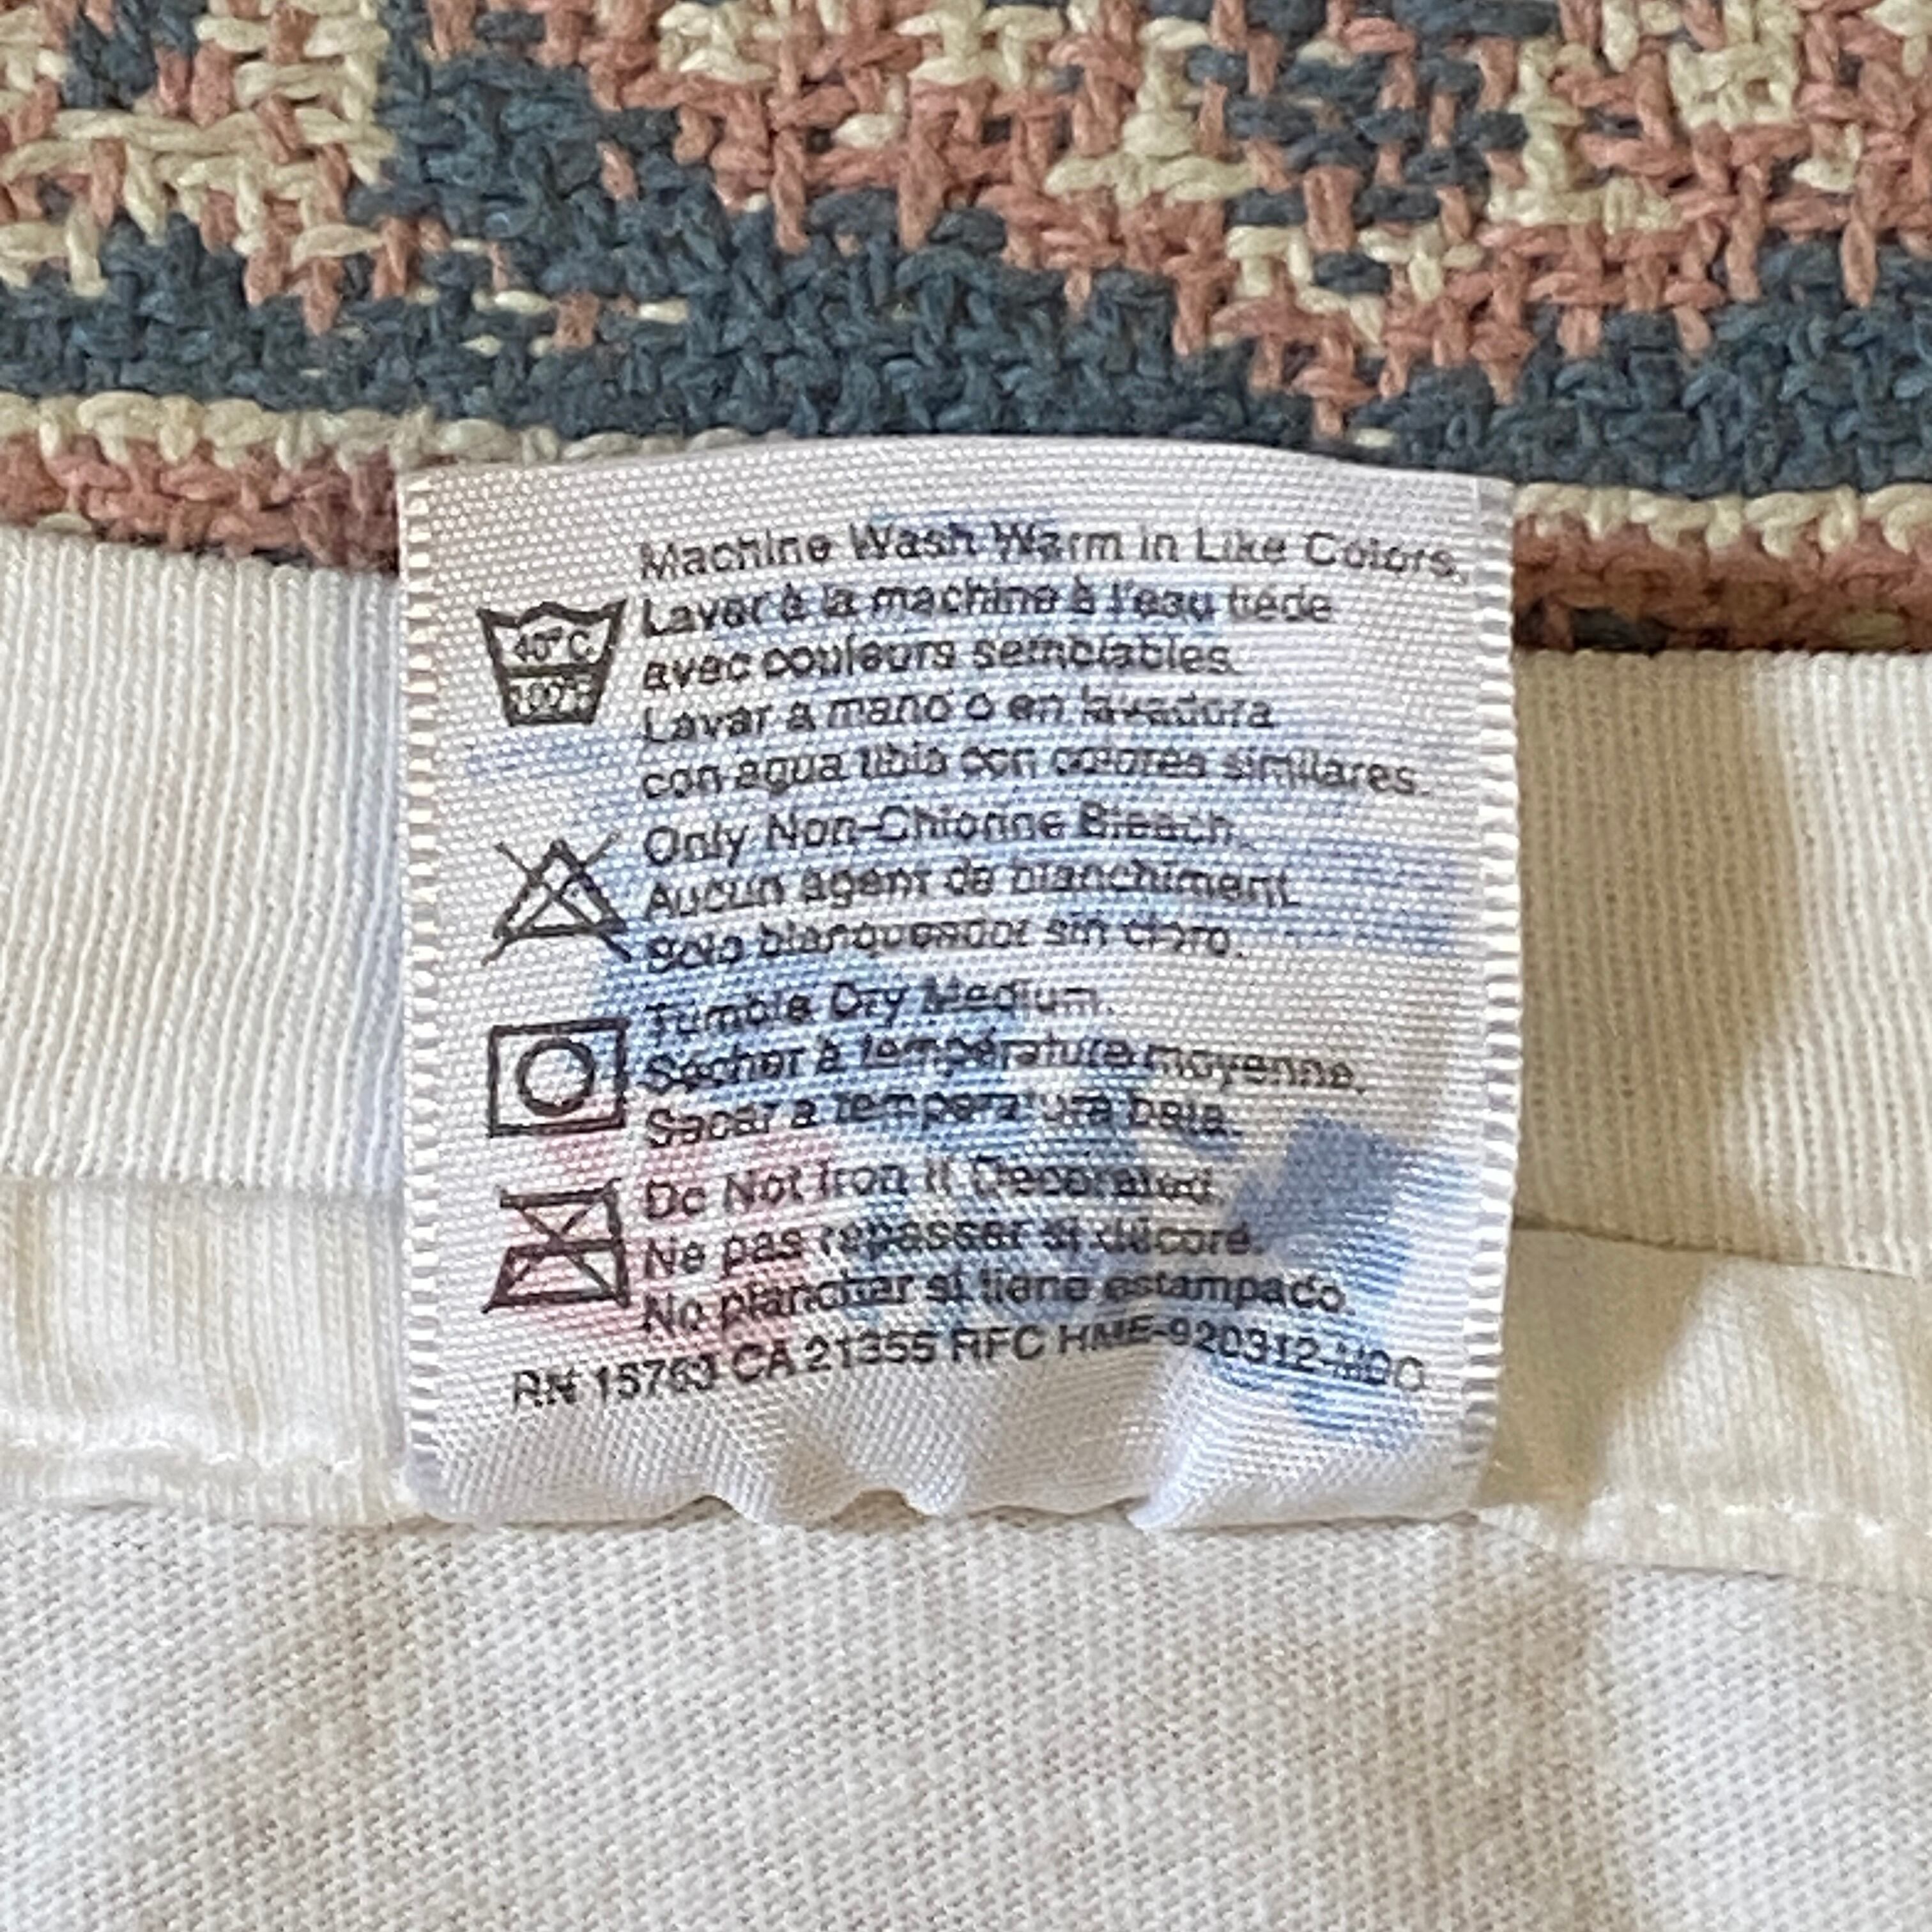 Machine Wash Warm in Like Colors.
40°C
Laver à la machine à l'eau tiède
avec couleurs semblables.
100°F
Lavar a mano o en lavadora
con agua tibia con colores similares.
Only Non-Chlorine Bleach.
Aucun agent de blanchiment.
Solo blanqueador sin cloro.
Tumble Dry Medium.
Sécher à température moyenne.
Sacar a temperatura baja.
Do Not Iron If Decorated.
Ne pas repasser si décoré.
No planchar si tiene estampado.
RN 15763 CA 21355 RFC HME-920312-